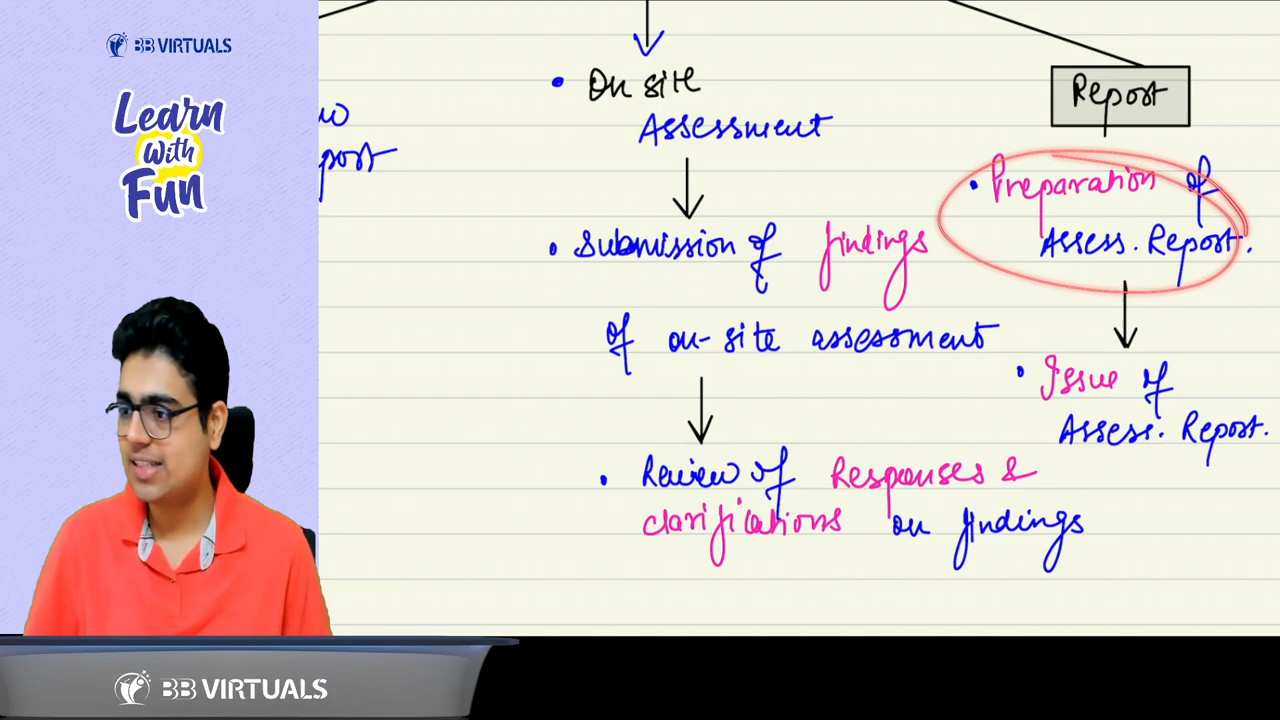 BB VIRTUALS
Learn
With
Fun
port
• On site
Assessment
• Submission of findings
of on-site assessment
• Review of Responses &
clarifications on findings
Report
• Preparation of
Assess. Report.
• Issue of
Assess. Report.
BB VIRTUALS